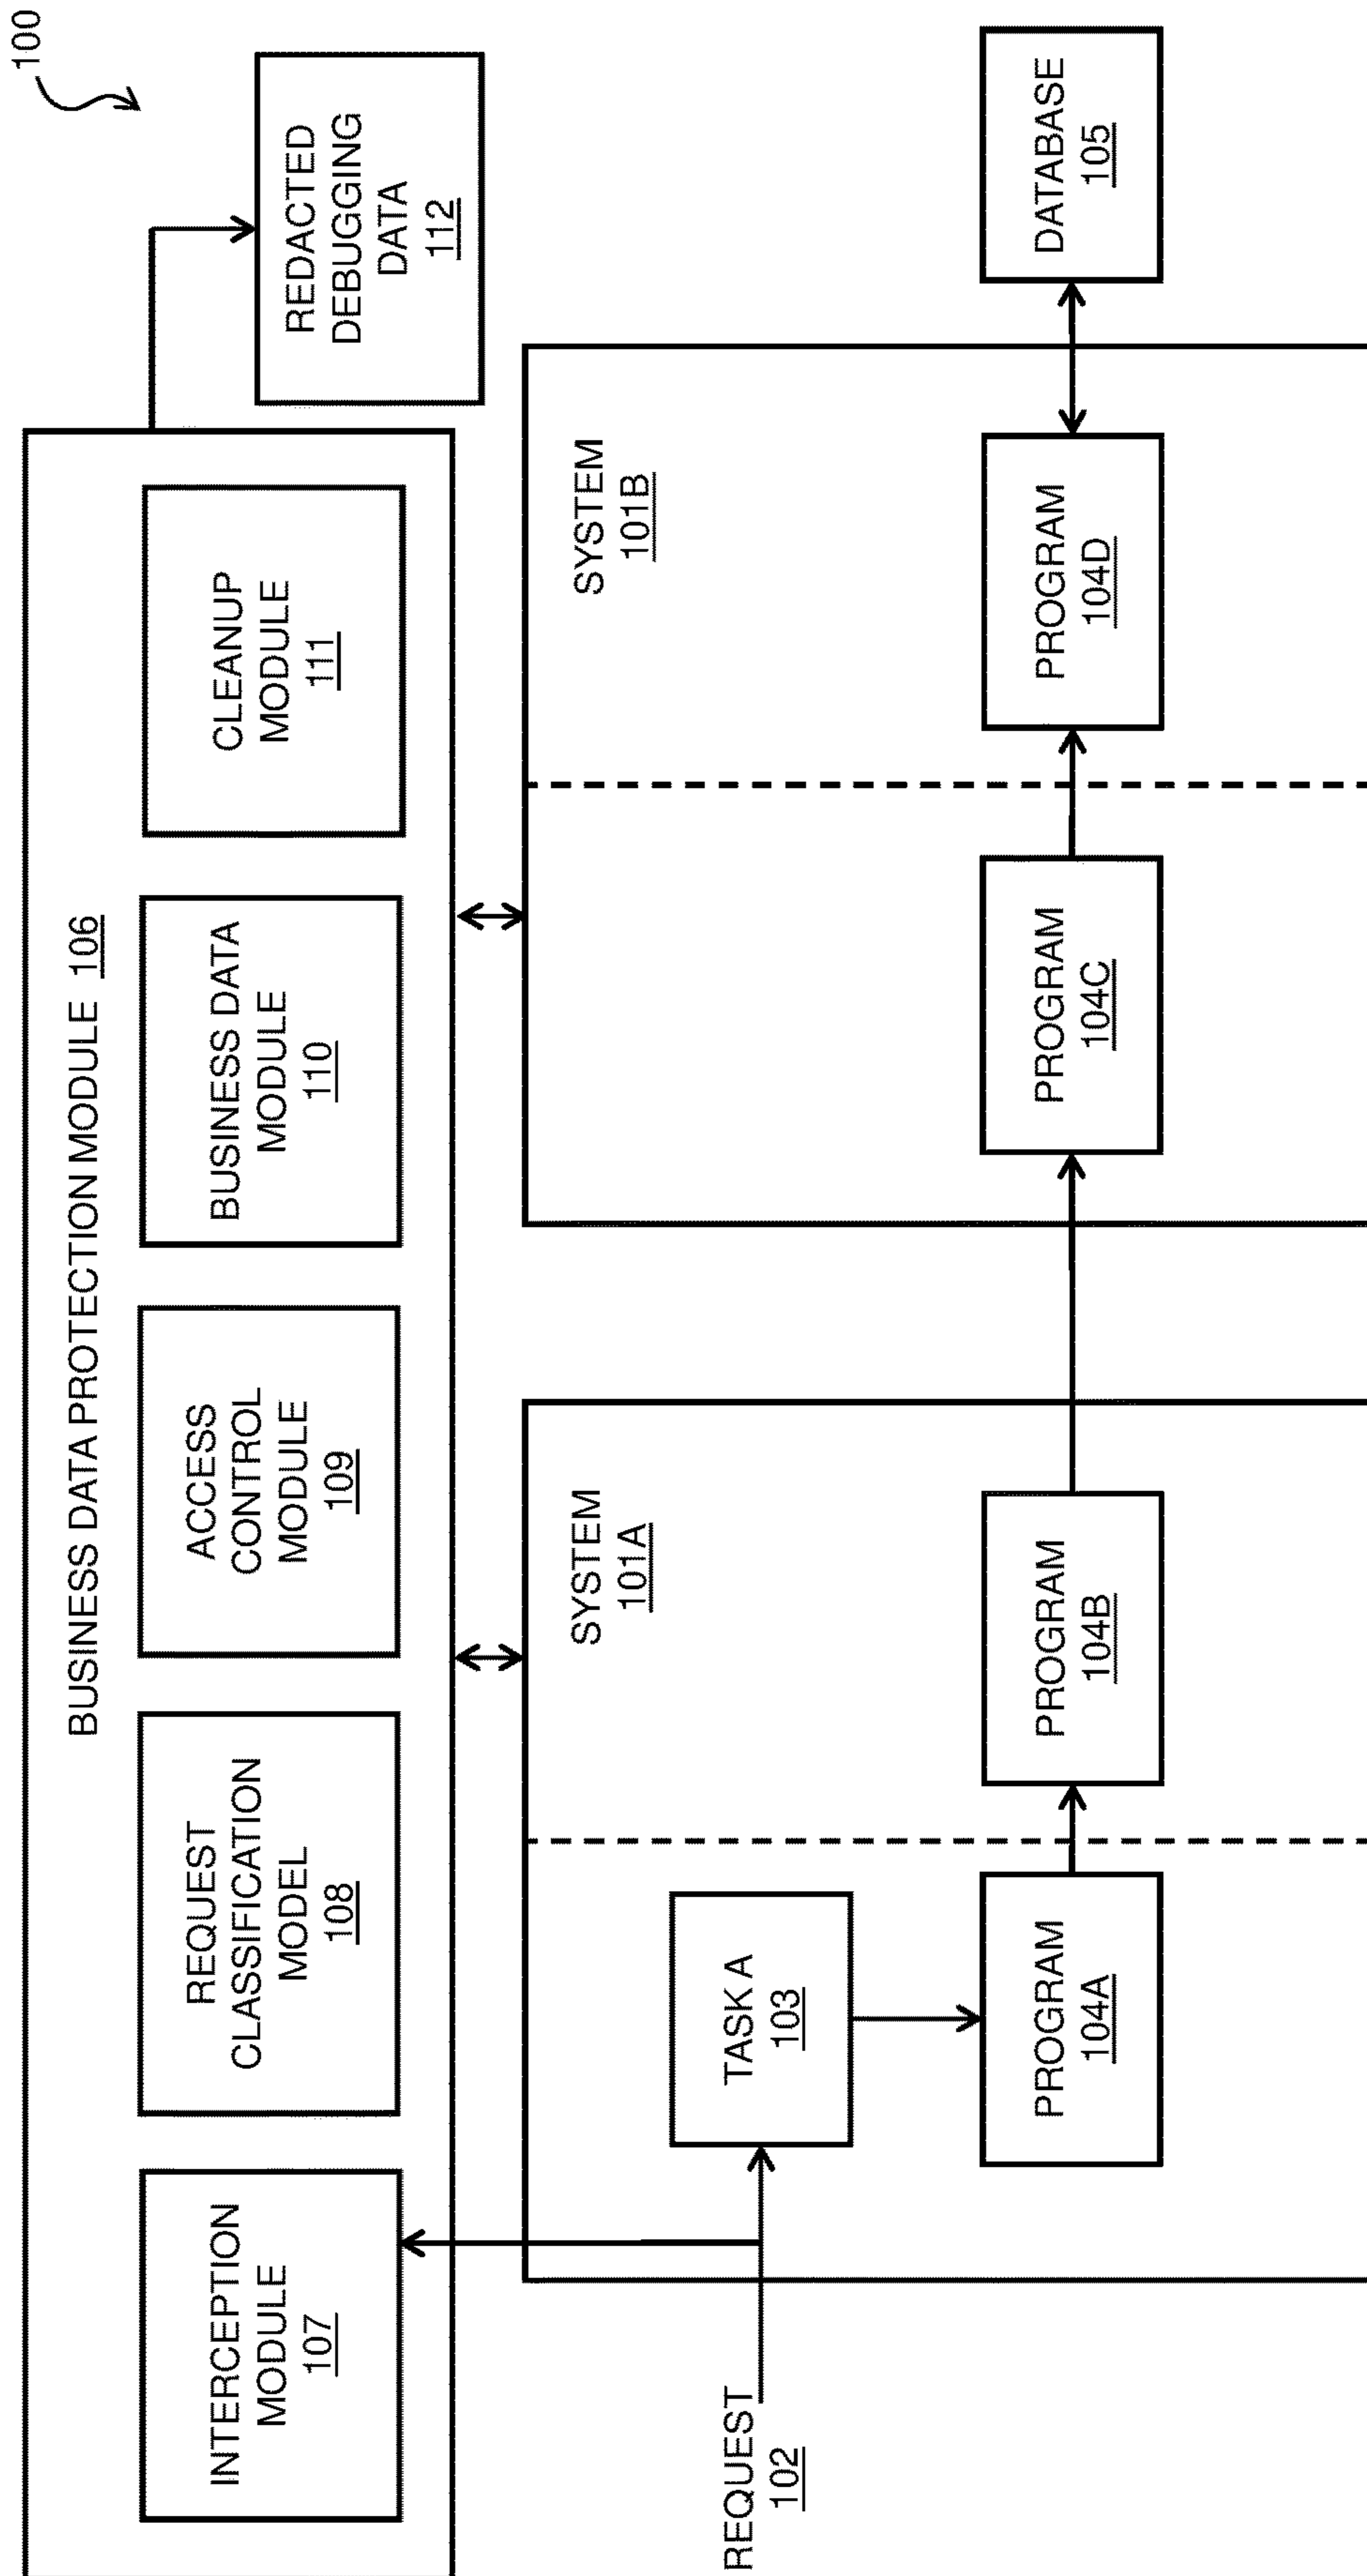 100
BUSINESS DATA PROTECTION MODULE 106
INTERCEPTION
MODULE
107
REQUEST
CLASSIFICATION
MODEL
108
ACCESS
CONTROL
MODULE
109
BUSINESS DATA
MODULE
110
CLEANUP
MODULE
111
REDACTED
DEBUGGING
DATA
112
SYSTEM
101A
SYSTEM
101B
REQUEST
102
TASK A
103
PROGRAM
104A
PROGRAM
104B
PROGRAM
104C
PROGRAM
104D
DATABASE
105